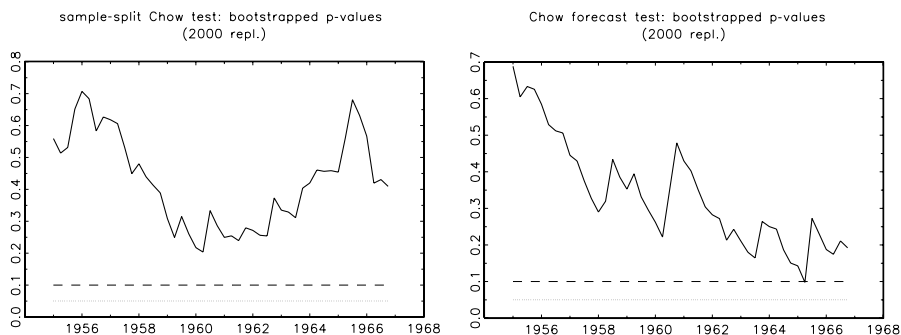 sample-split Chow test: bootstrapped p-values
(2000 repl.)
0.8
0.7
0.6
0.5
0.4
0.3
0.2
0.1
0.0
1956 1958 1960 1962 1964 1966 1968
Chow forecast test: bootstrapped p-values
(2000 repl.)
0.7
0.6
0.5
0.4
0.3
0.2
0.1
0.0
1956 1958 1960 1962 1964 1966 1968